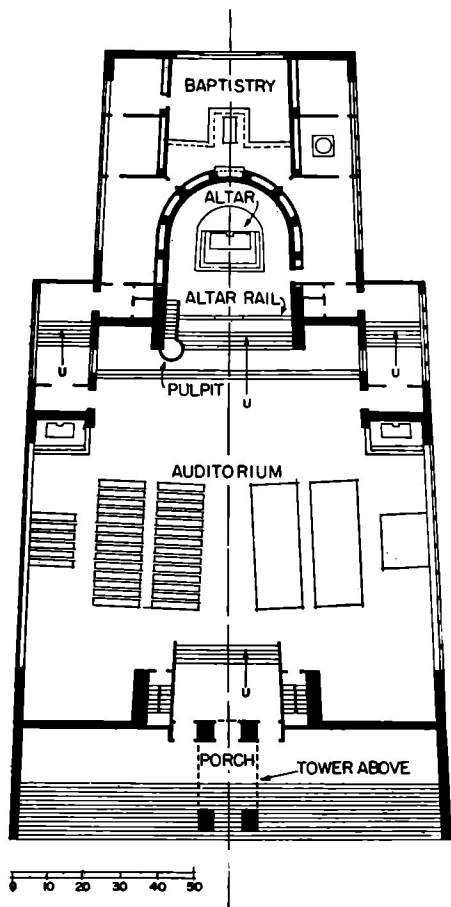 BAPTISTRY
ALTAR
ALTAR RAIL
U
U
PULPIT
U
AUDITORIUM
U
PORCH
TOWER ABOVE
0 10 20 30 40 50